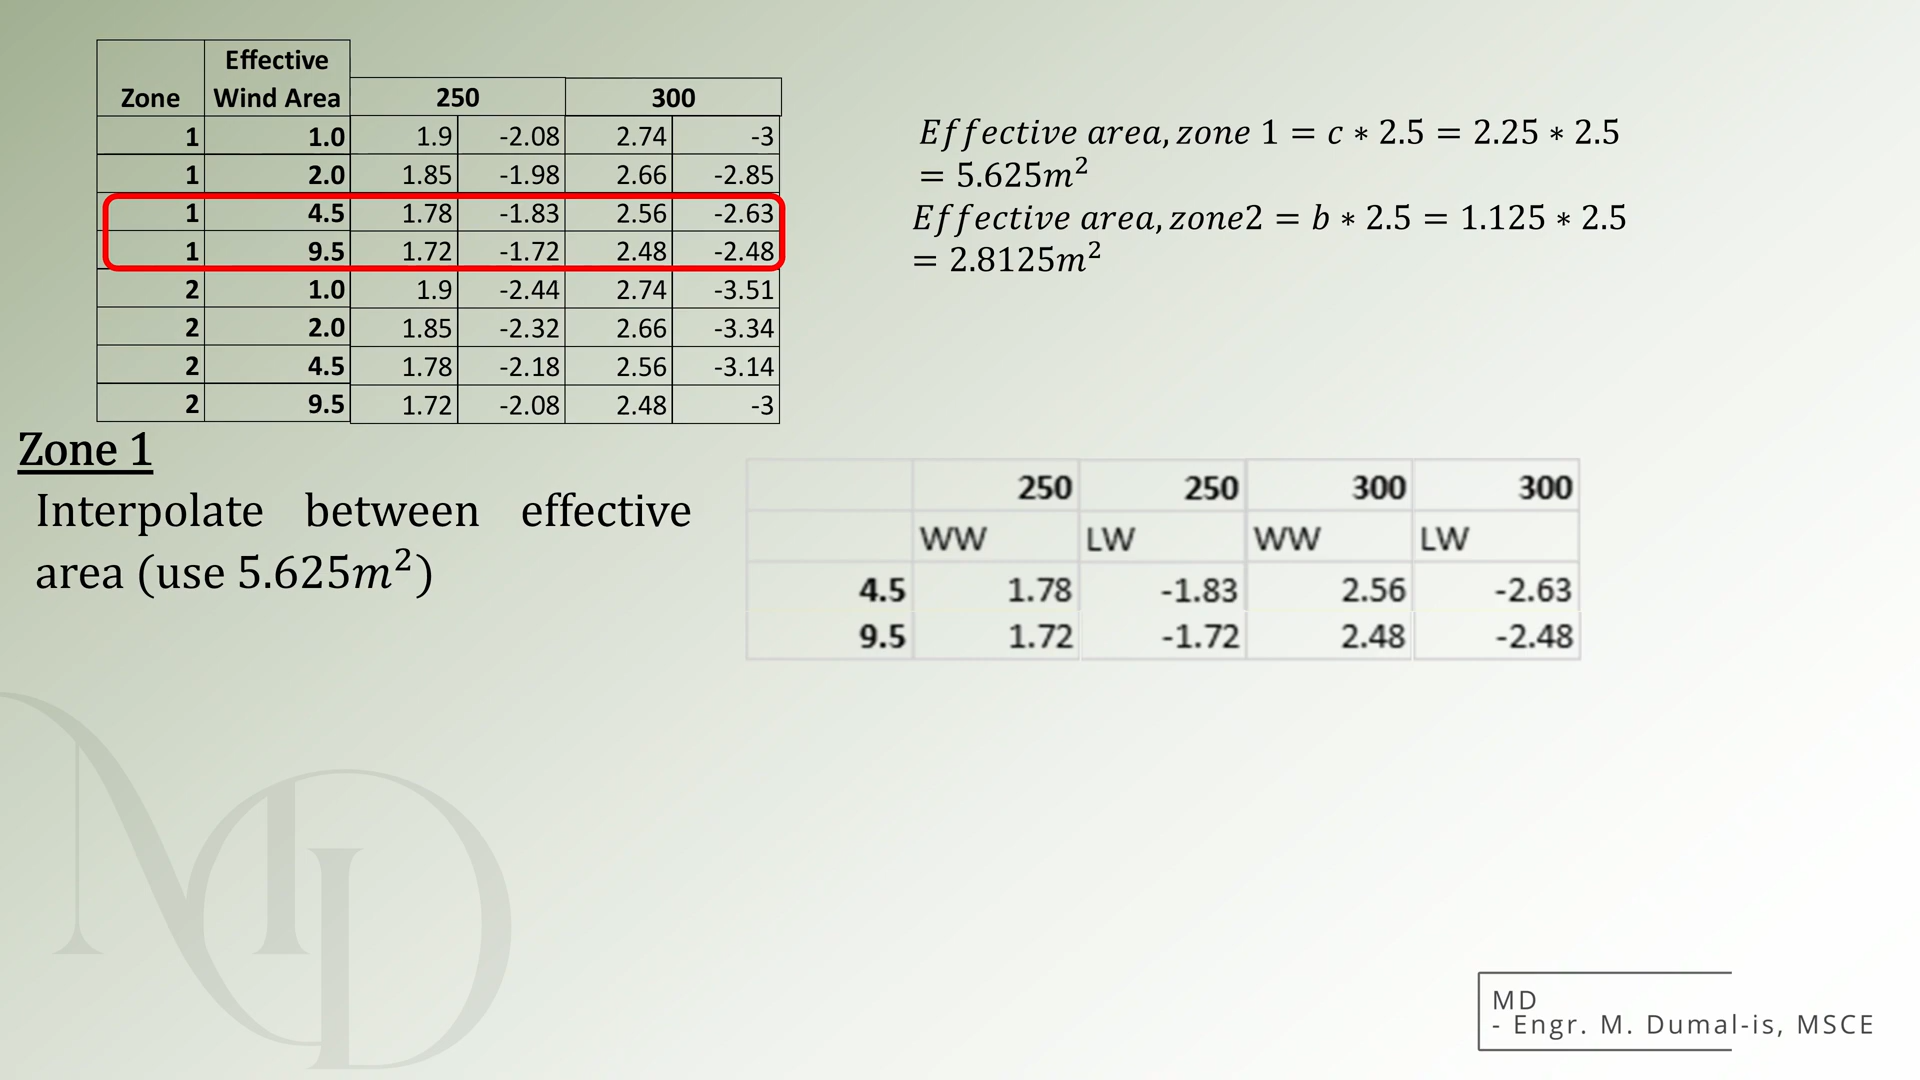 Effective
Zone Wind Area 250 300
1 1.0 1.9 -2.08 2.74 -3
1 2.0 1.85 -1.98 2.66 -2.85
1 4.5 1.78 -1.83 2.56 -2.63
1 9.5 1.72 -1.72 2.48 -2.48
2 1.0 1.9 -2.44 2.74 -3.51
2 2.0 1.85 -2.32 2.66 -3.34
2 4.5 1.78 -2.18 2.56 -3.14
2 9.5 1.72 -2.08 2.48 -3
Effective area, zone 1 = c ∗ 2.5 = 2.25 ∗ 2.5
= 5.625m²
Effective area, zone2 = b ∗ 2.5 = 1.125 ∗ 2.5
= 2.8125m²
Zone 1
Interpolate between effective
area (use 5.625m²)
250 250 300 300
WW LW WW LW
4.5 1.78 -1.83 2.56 -2.63
9.5 1.72 -1.72 2.48 -2.48
MD
MD
- Engr. M. Dumal-is, MSCE